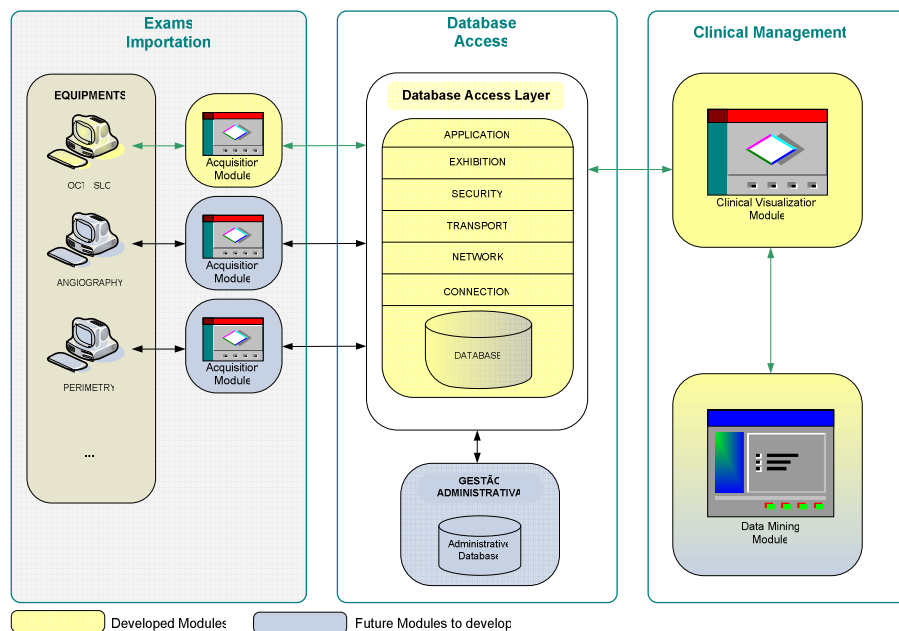 Exams
Importation
EQUIPMENTS
OCT SLO
Acquisition
Module
ANGIOGRAPHY
Acquisition
Module
PERIMETRY
Acquisition
Module
...
Database
Access
Database Access Layer
APPLICATION
EXHIBITION
SECURITY
TRANSPORT
NETWORK
CONNECTION
DATABASE
GESTÃO
ADMINISTRATIVA
Administrative
Database
Clinical Management
Clinical Visualization
Module
Data Mining
Module
Developed Modules
Future Modules to develop